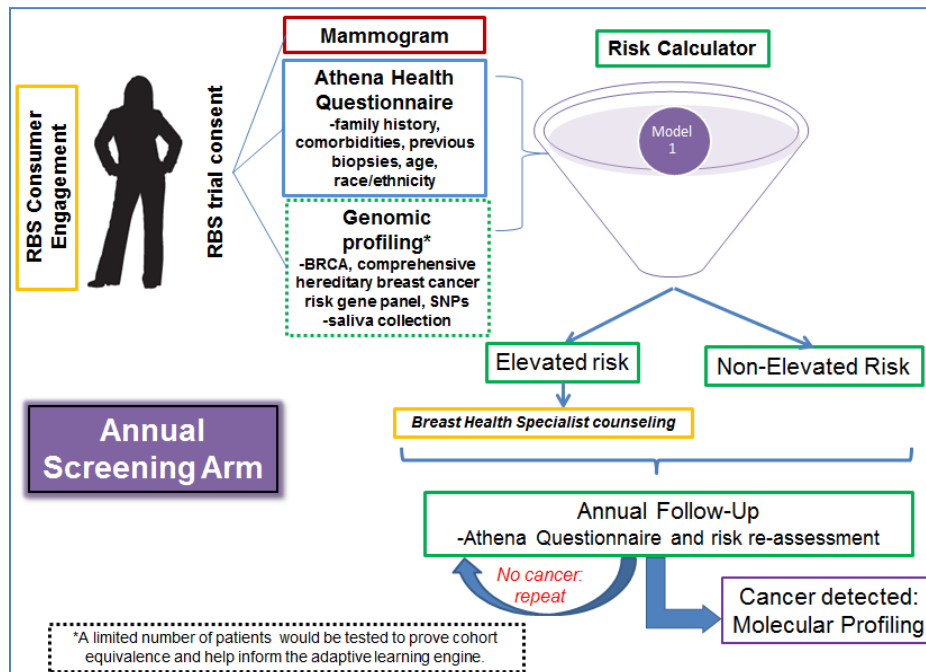 RBS Consumer
Engagement
RBS trial consent
Mammogram
Athena Health
Questionnaire
-family history,
comorbidities, previous
biopsies, age,
race/ethnicity
Genomic
profiling*
-BRCA, comprehensive
hereditary breast cancer
risk gene panel, SNPs
-saliva collection
Risk Calculator
Model
1
Elevated risk
Non-Elevated Risk
Breast Health Specialist counseling
Annual
Screening Arm
Annual Follow-Up
-Athena Questionnaire and risk re-assessment
No cancer:
repeat
Cancer detected:
Molecular Profiling
*A limited number of patients would be tested to prove cohort
equivalence and help inform the adaptive learning engine.